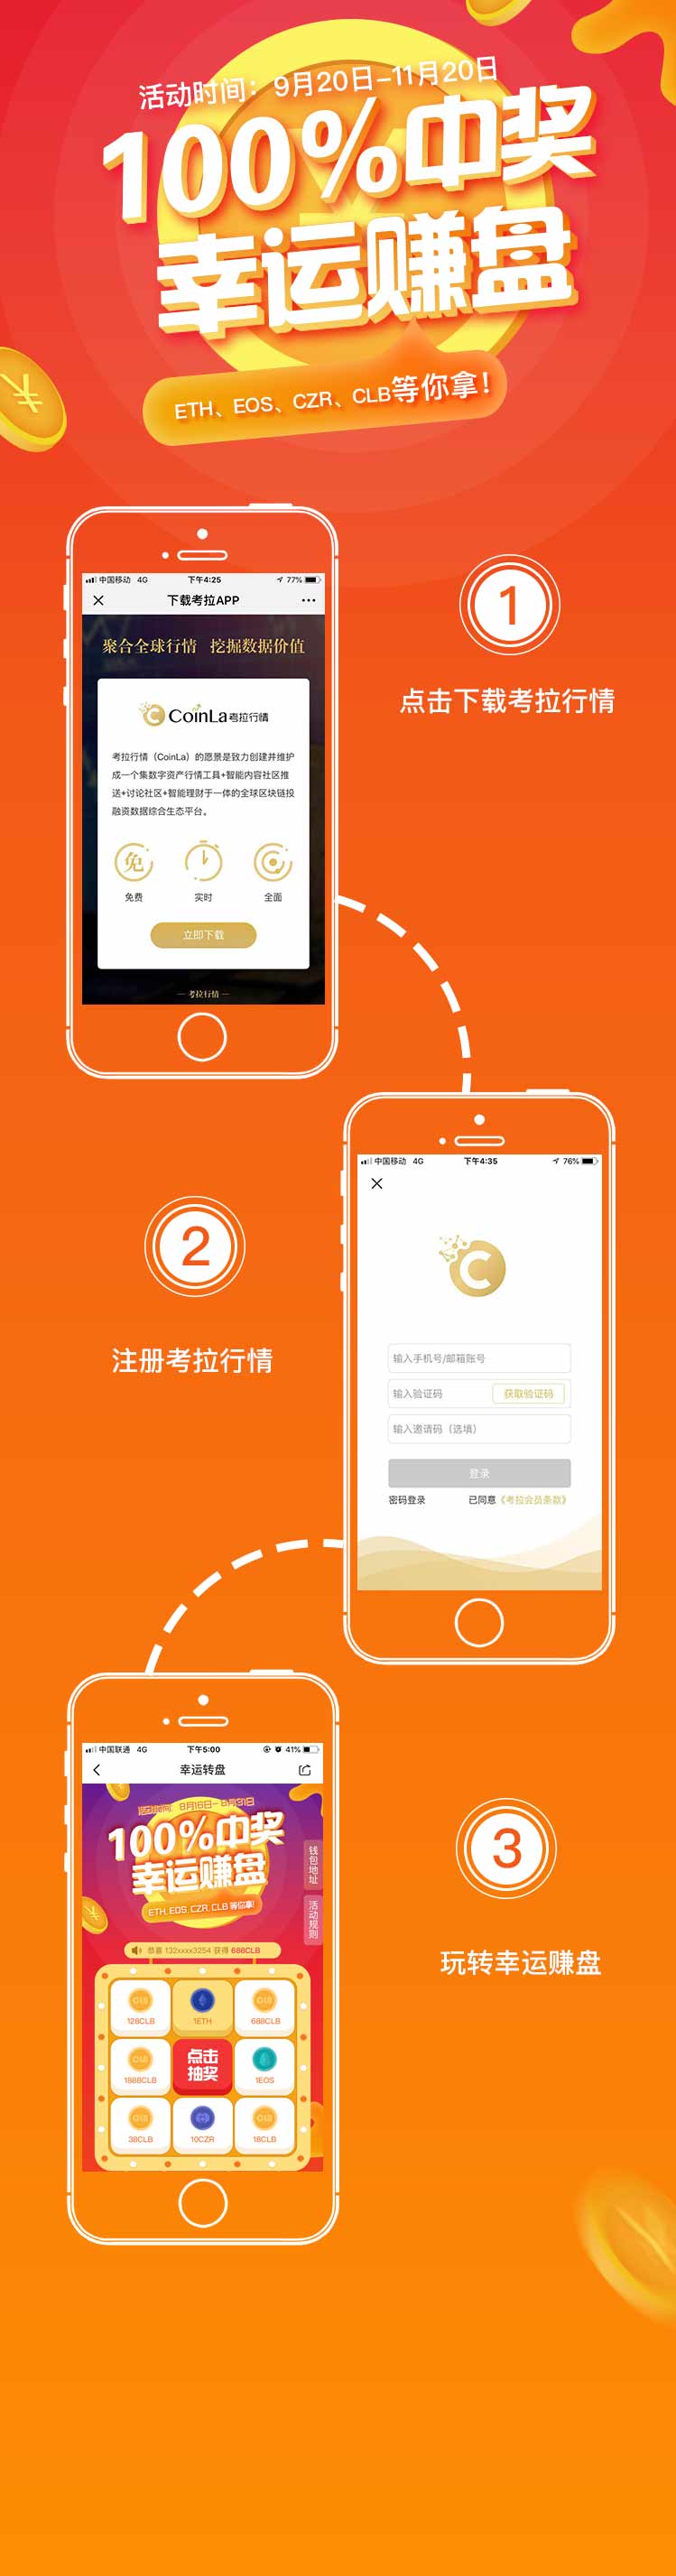 活动时间：9月20日-11月20日
100%中奖
幸运赚盘
ETH、EOS、CZR、CLB等你拿！
中国移动 4G 下午4:25 77%
下载考拉APP
聚合全球行情 挖掘数据价值
CoinLa考拉行情
考拉行情（CoinLa）的愿景是致力创建并维护
成一个集数字资产行情工具+智能内容社区推
送+讨论社区+智能理财于一体的全球区块链投
融资数据综合生态平台。
免
免费 实时 全面
立即下载
— 考拉行情 —
1
点击下载考拉行情
中国移动 4G 下午4:35 76%
输入手机号/邮箱账号
输入验证码 获取验证码
输入邀请码（选填）
登录
密码登录 已同意《考拉会员条款》
2
注册考拉行情
中国联通 4G 下午5:00 41%
幸运转盘
100%中奖
幸运赚盘
ETH, EOS, CZR, CLB 等你拿!
钱包地址
活动规则
恭喜 132xxxx3254 获得 688CLB
128CLB 1ETH 688CLB
1888CLB 点击抽奖 1EOS
38CLB 10CZR 18CLB
3
玩转幸运赚盘